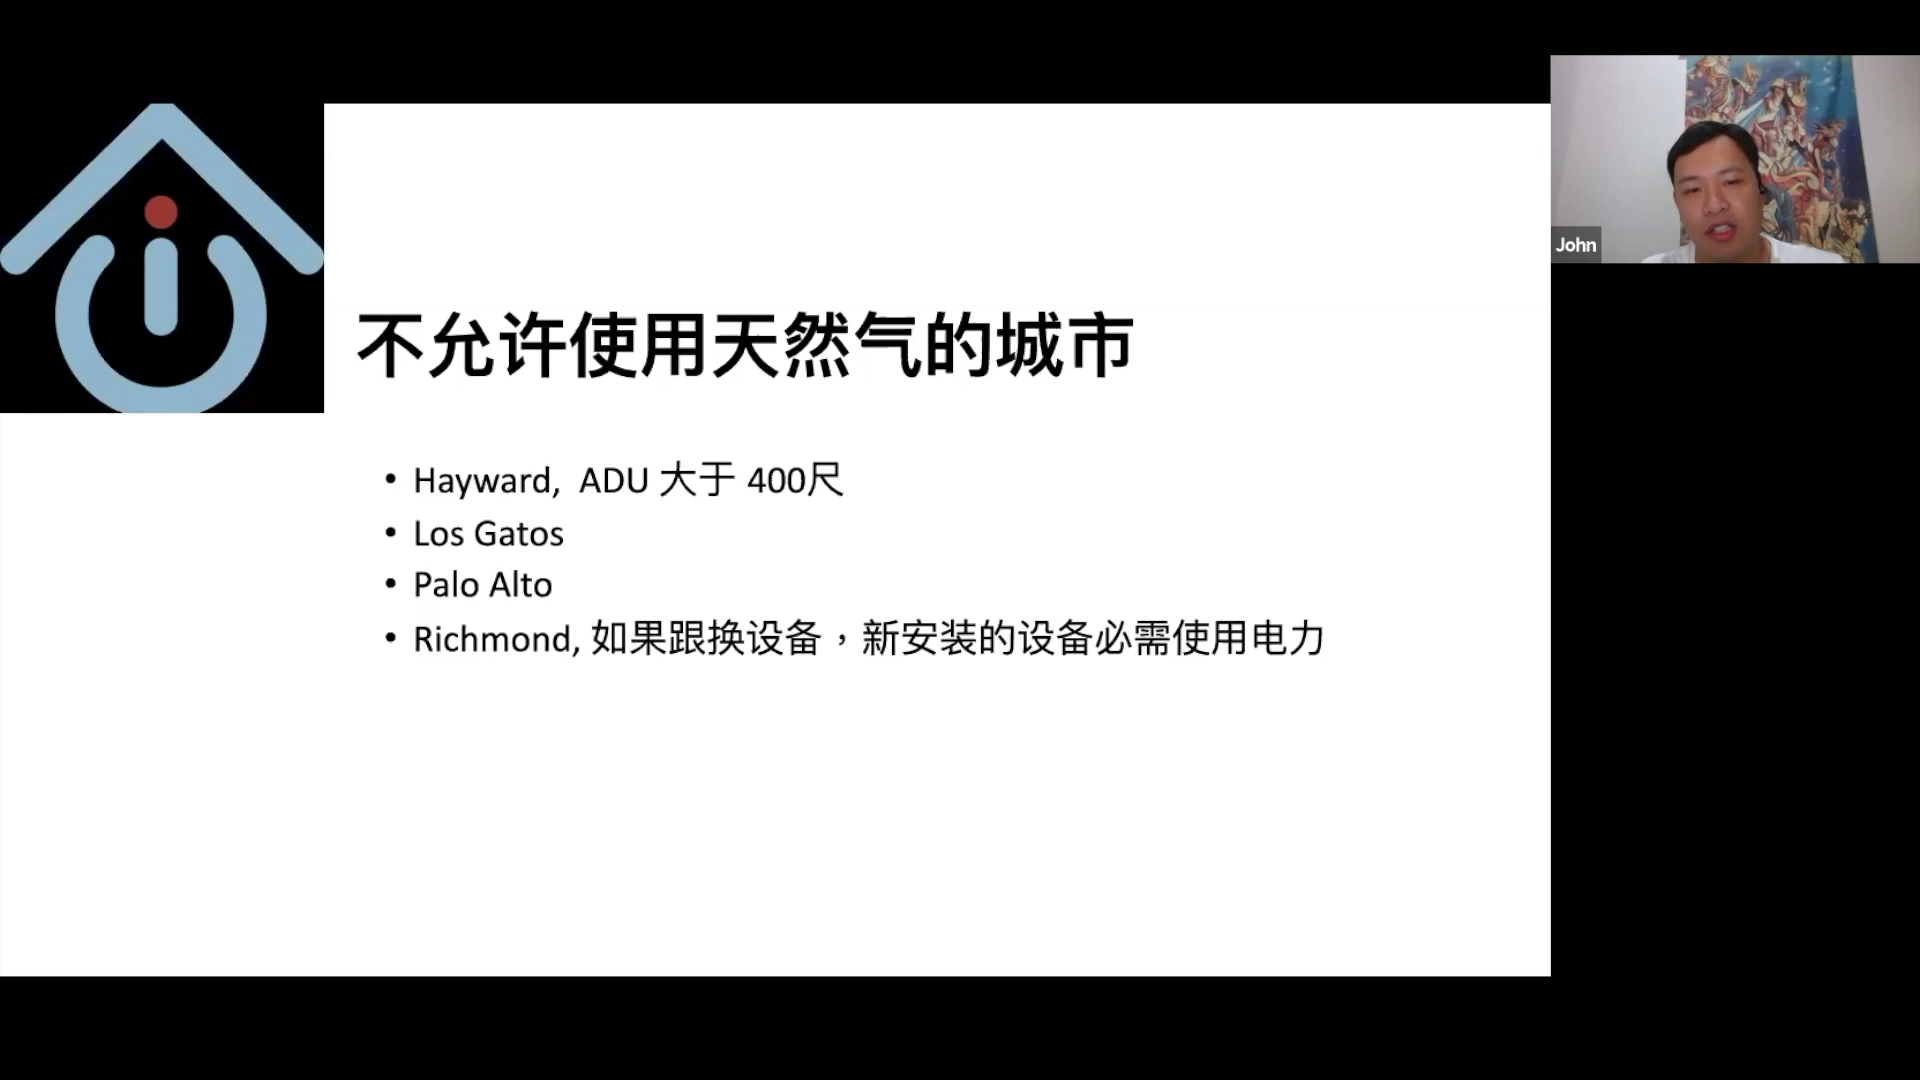 不允许使用天然气的城市
• Hayward,  ADU 大于 400尺
• Los Gatos
• Palo Alto
• Richmond, 如果跟换设备，新安装的设备必需使用电力
John